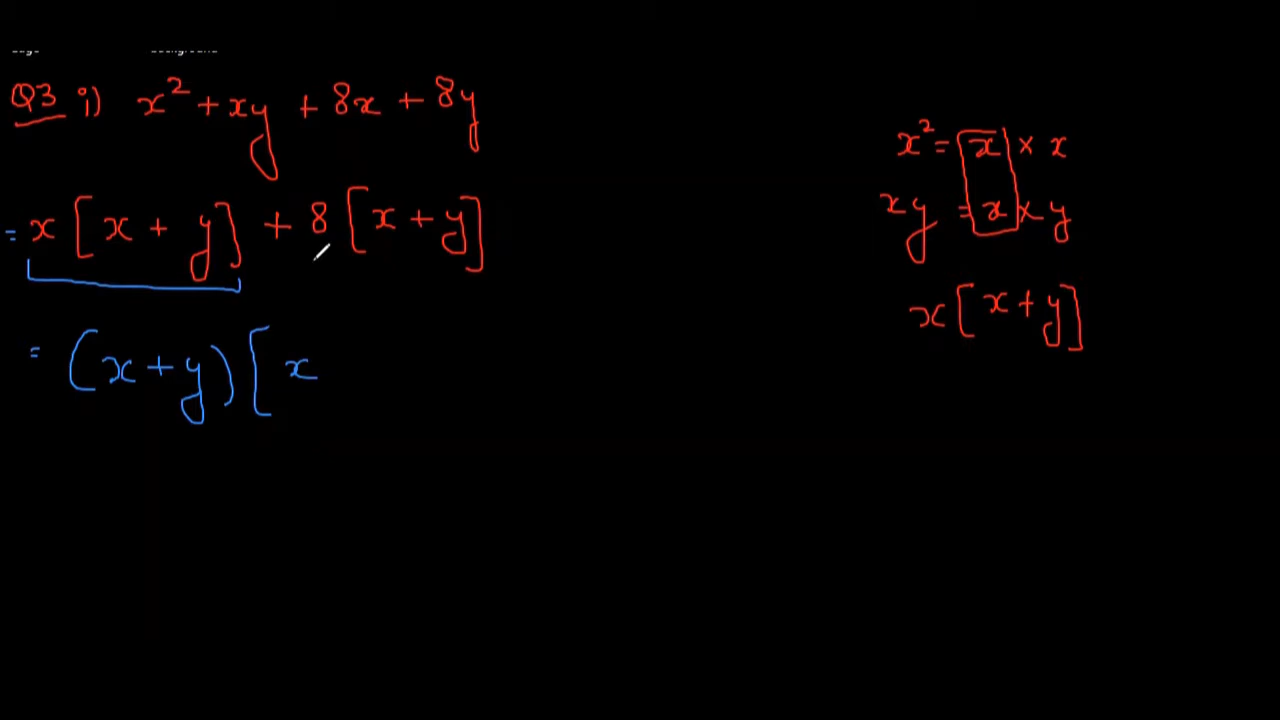 Q3 i) x² + xy + 8x + 8y
= x[x + y] + 8[x + y]
= (x + y)[x
x² = x × x
xy = x × y
x[x + y]